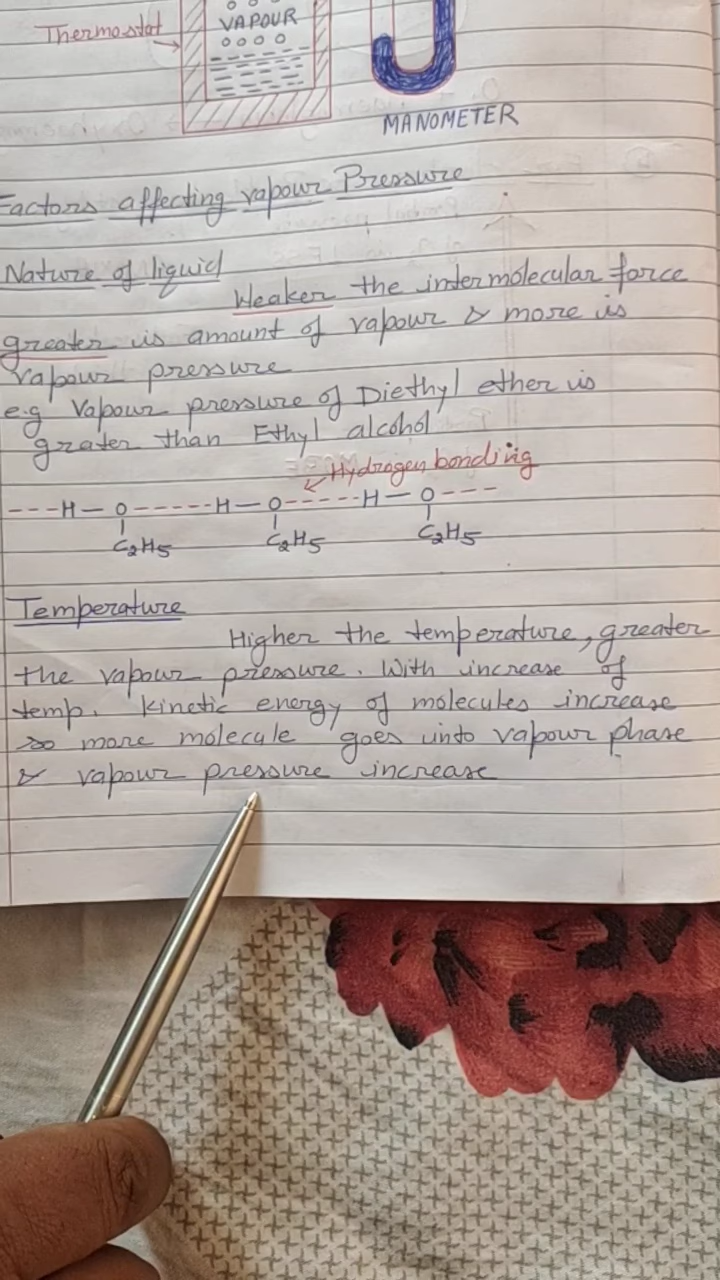 Thermostat
VAPOUR
MANOMETER
Factors affecting vapour Pressure
Nature of liquid
Weaker the intermolecular force
greater is amount of vapour & more is
vapour pressure
e.g Vapour pressure of Diethyl ether is
grater than Ethyl alcohol
Hydrogen bonding
---H—O-----H—O-----H—O---
C₂H₅ C₂H₅ C₂H₅
Temperature
Higher the temperature, greater
the vapour pressure. With increase of
temp. kinetic energy of molecules increase
so more molecule goes into vapour phase
& vapour pressure increase